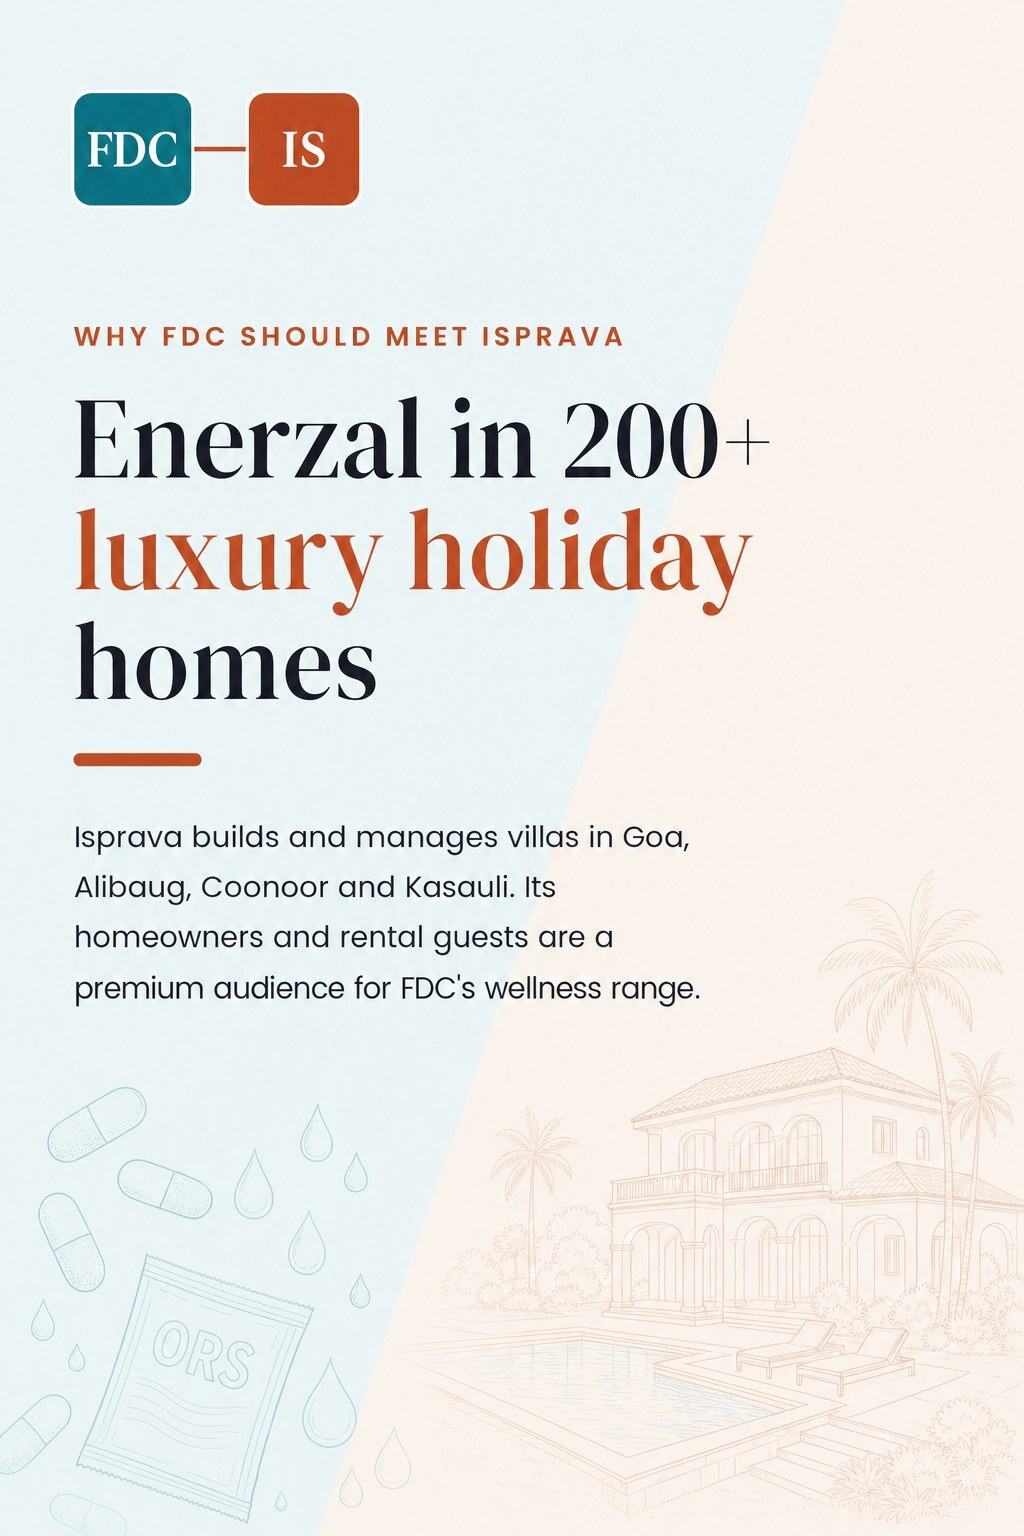 FDC
IS
WHY FDC SHOULD MEET ISPRAVA
Enerzal in 200+
luxury holiday
homes
Isprava builds and manages villas in Goa,
Alibaug, Coonoor and Kasauli. Its
homeowners and rental guests are a
premium audience for FDC's wellness range.
ORS